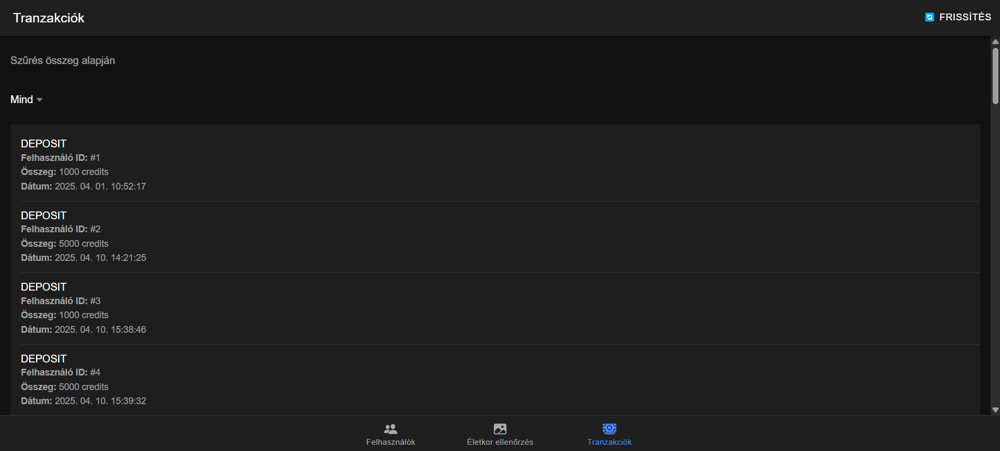 Tranzakciók
FRISSÍTÉS
Szűrés összeg alapján
Mind
DEPOSIT
Felhasználó ID: #1
Összeg: 1000 credits
Dátum: 2025. 04. 01. 10:52:17
DEPOSIT
Felhasználó ID: #2
Összeg: 5000 credits
Dátum: 2025. 04. 10. 14:21:25
DEPOSIT
Felhasználó ID: #3
Összeg: 1000 credits
Dátum: 2025. 04. 10. 15:38:46
DEPOSIT
Felhasználó ID: #4
Összeg: 5000 credits
Dátum: 2025. 04. 10. 15:39:32
Felhasználók
Életkor ellenőrzés
Tranzakciók